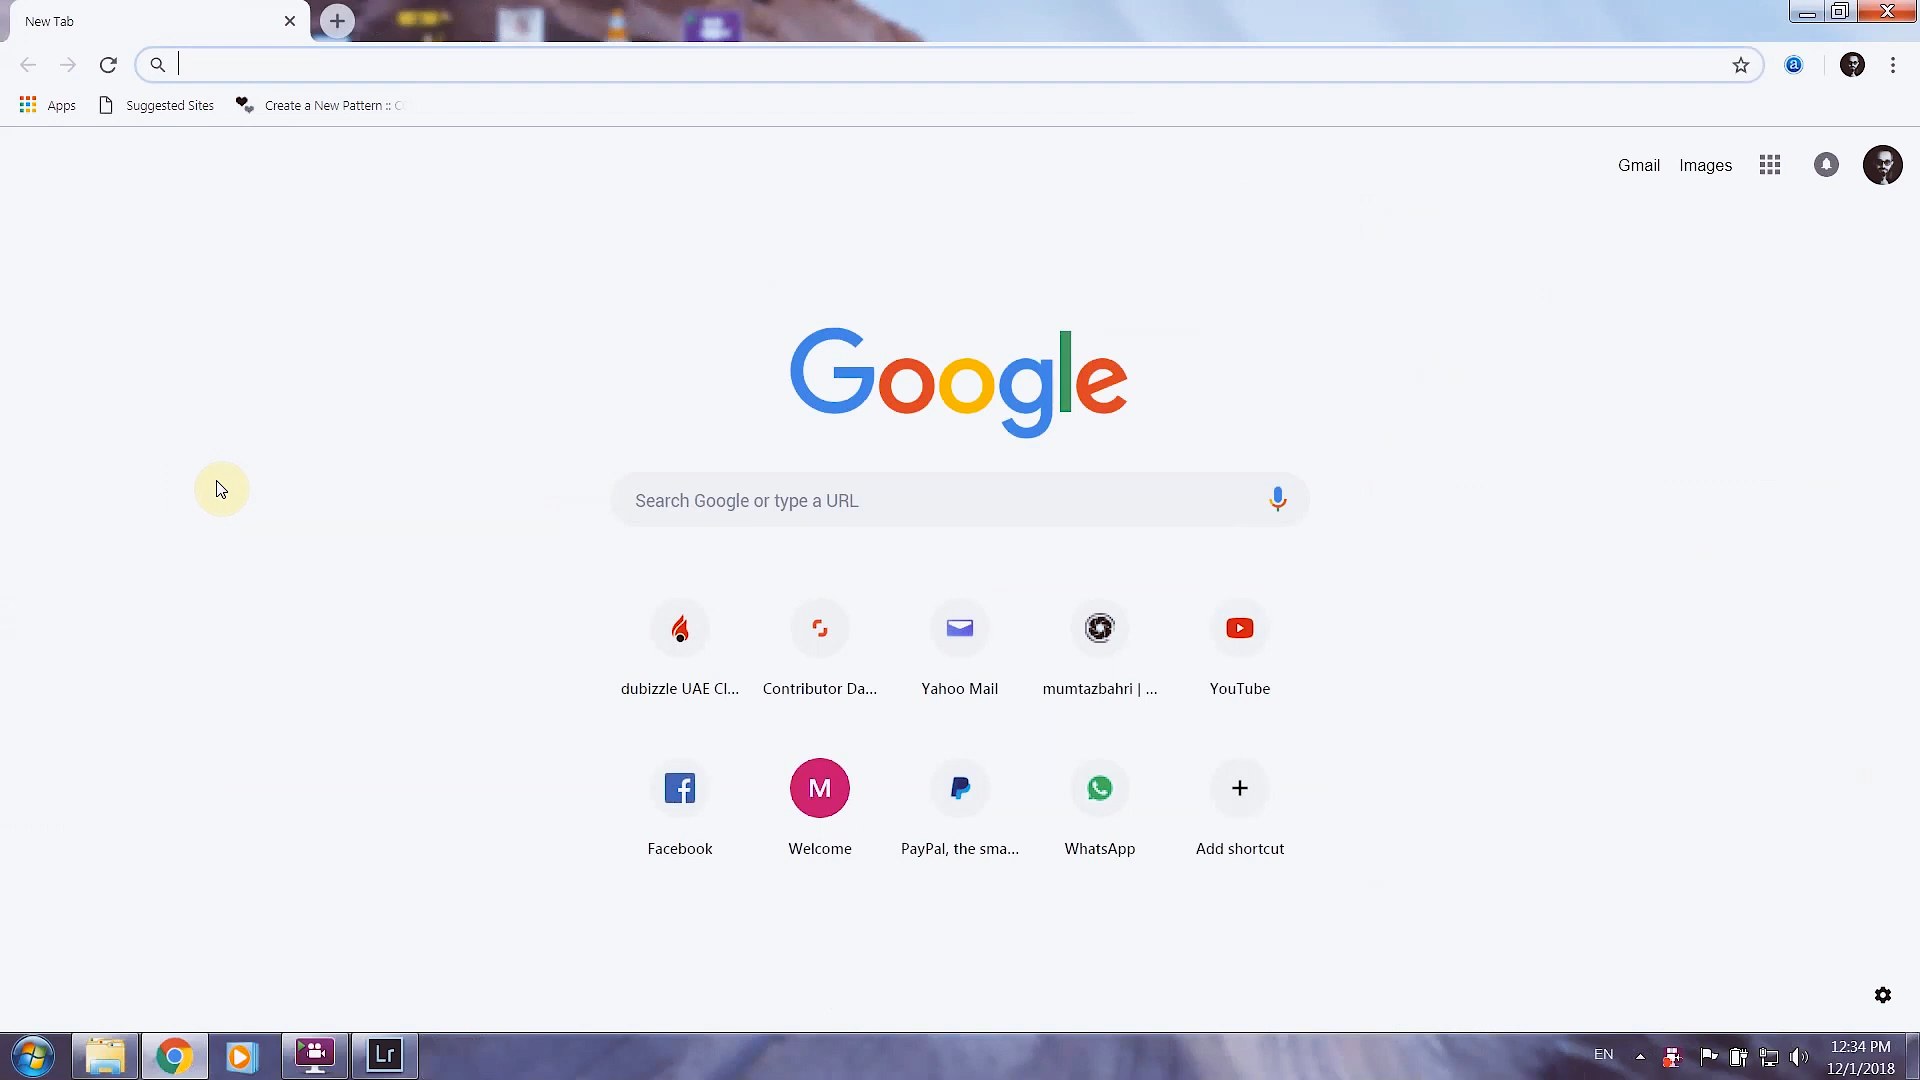 New Tab
Apps
Suggested Sites
Create a New Pattern ::
Gmail
Images
Google
Search Google or type a URL
dubizzle UAE Cl...
Contributor Da...
Yahoo Mail
mumtazbahri | ...
YouTube
M
Facebook
Welcome
PayPal, the sma...
WhatsApp
Add shortcut
Lr
EN
12:34 PM
12/1/2018